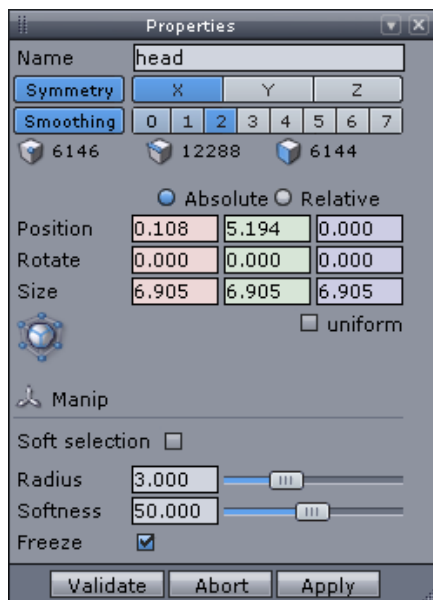 Properties
Name head
Symmetry X Y Z
Smoothing 0 1 2 3 4 5 6 7
6146 12288 6144
Absolute Relative
Position 0.108 5.194 0.000
Rotate 0.000 0.000 0.000
Size 6.905 6.905 6.905
uniform
Manip
Soft selection
Radius 3.000
Softness 50.000
Freeze
Validate Abort Apply